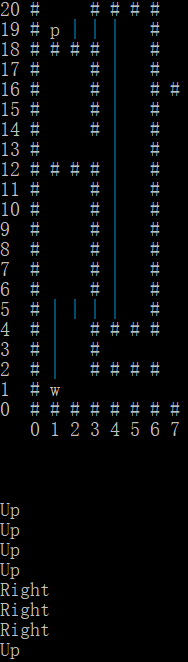 20 #     # # # #
19 # p | | |   #
18 # # # # |   #
17 #     # |   #
16 #     # |   # #
15 #     # |   #
14 #     # |   #
13 #       |   #
12 # # # # |   #
11 #     # |   #
10 #     # |   #
9  #     # |   #
8  #     # |   #
7  #     # |   #
6  #     # |   #
5  # | | | |   #
4  # |   # # # #
3  # |   #
2  # |   # # # #
1  # w
0  # # # # # # # #
   0 1 2 3 4 5 6 7
Up
Up
Up
Up
Right
Right
Right
Up